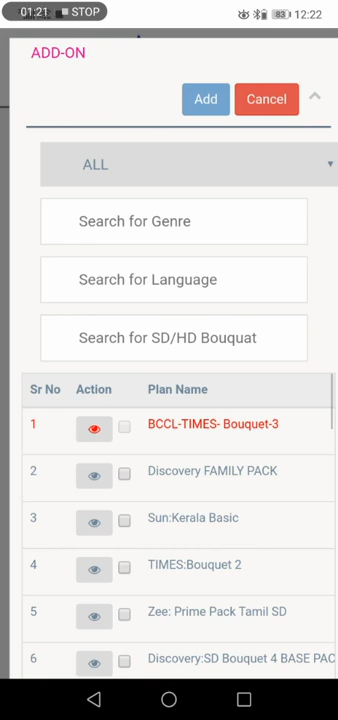 01:21 STOP 83 12:22
ADD-ON
Add Cancel
ALL
Search for Genre
Search for Language
Search for SD/HD Bouquat
Sr No Action Plan Name
1 BCCL-TIMES- Bouquet-3
2 Discovery FAMILY PACK
3 Sun:Kerala Basic
4 TIMES:Bouquet 2
5 Zee: Prime Pack Tamil SD
6 Discovery:SD Bouquet 4 BASE PAC